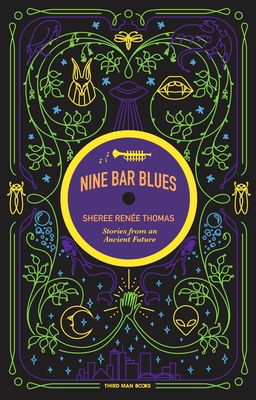 NINE BAR BLUES
SHEREE RENÉE THOMAS
Stories from an
Ancient Future
THIRD MAN BOOKS